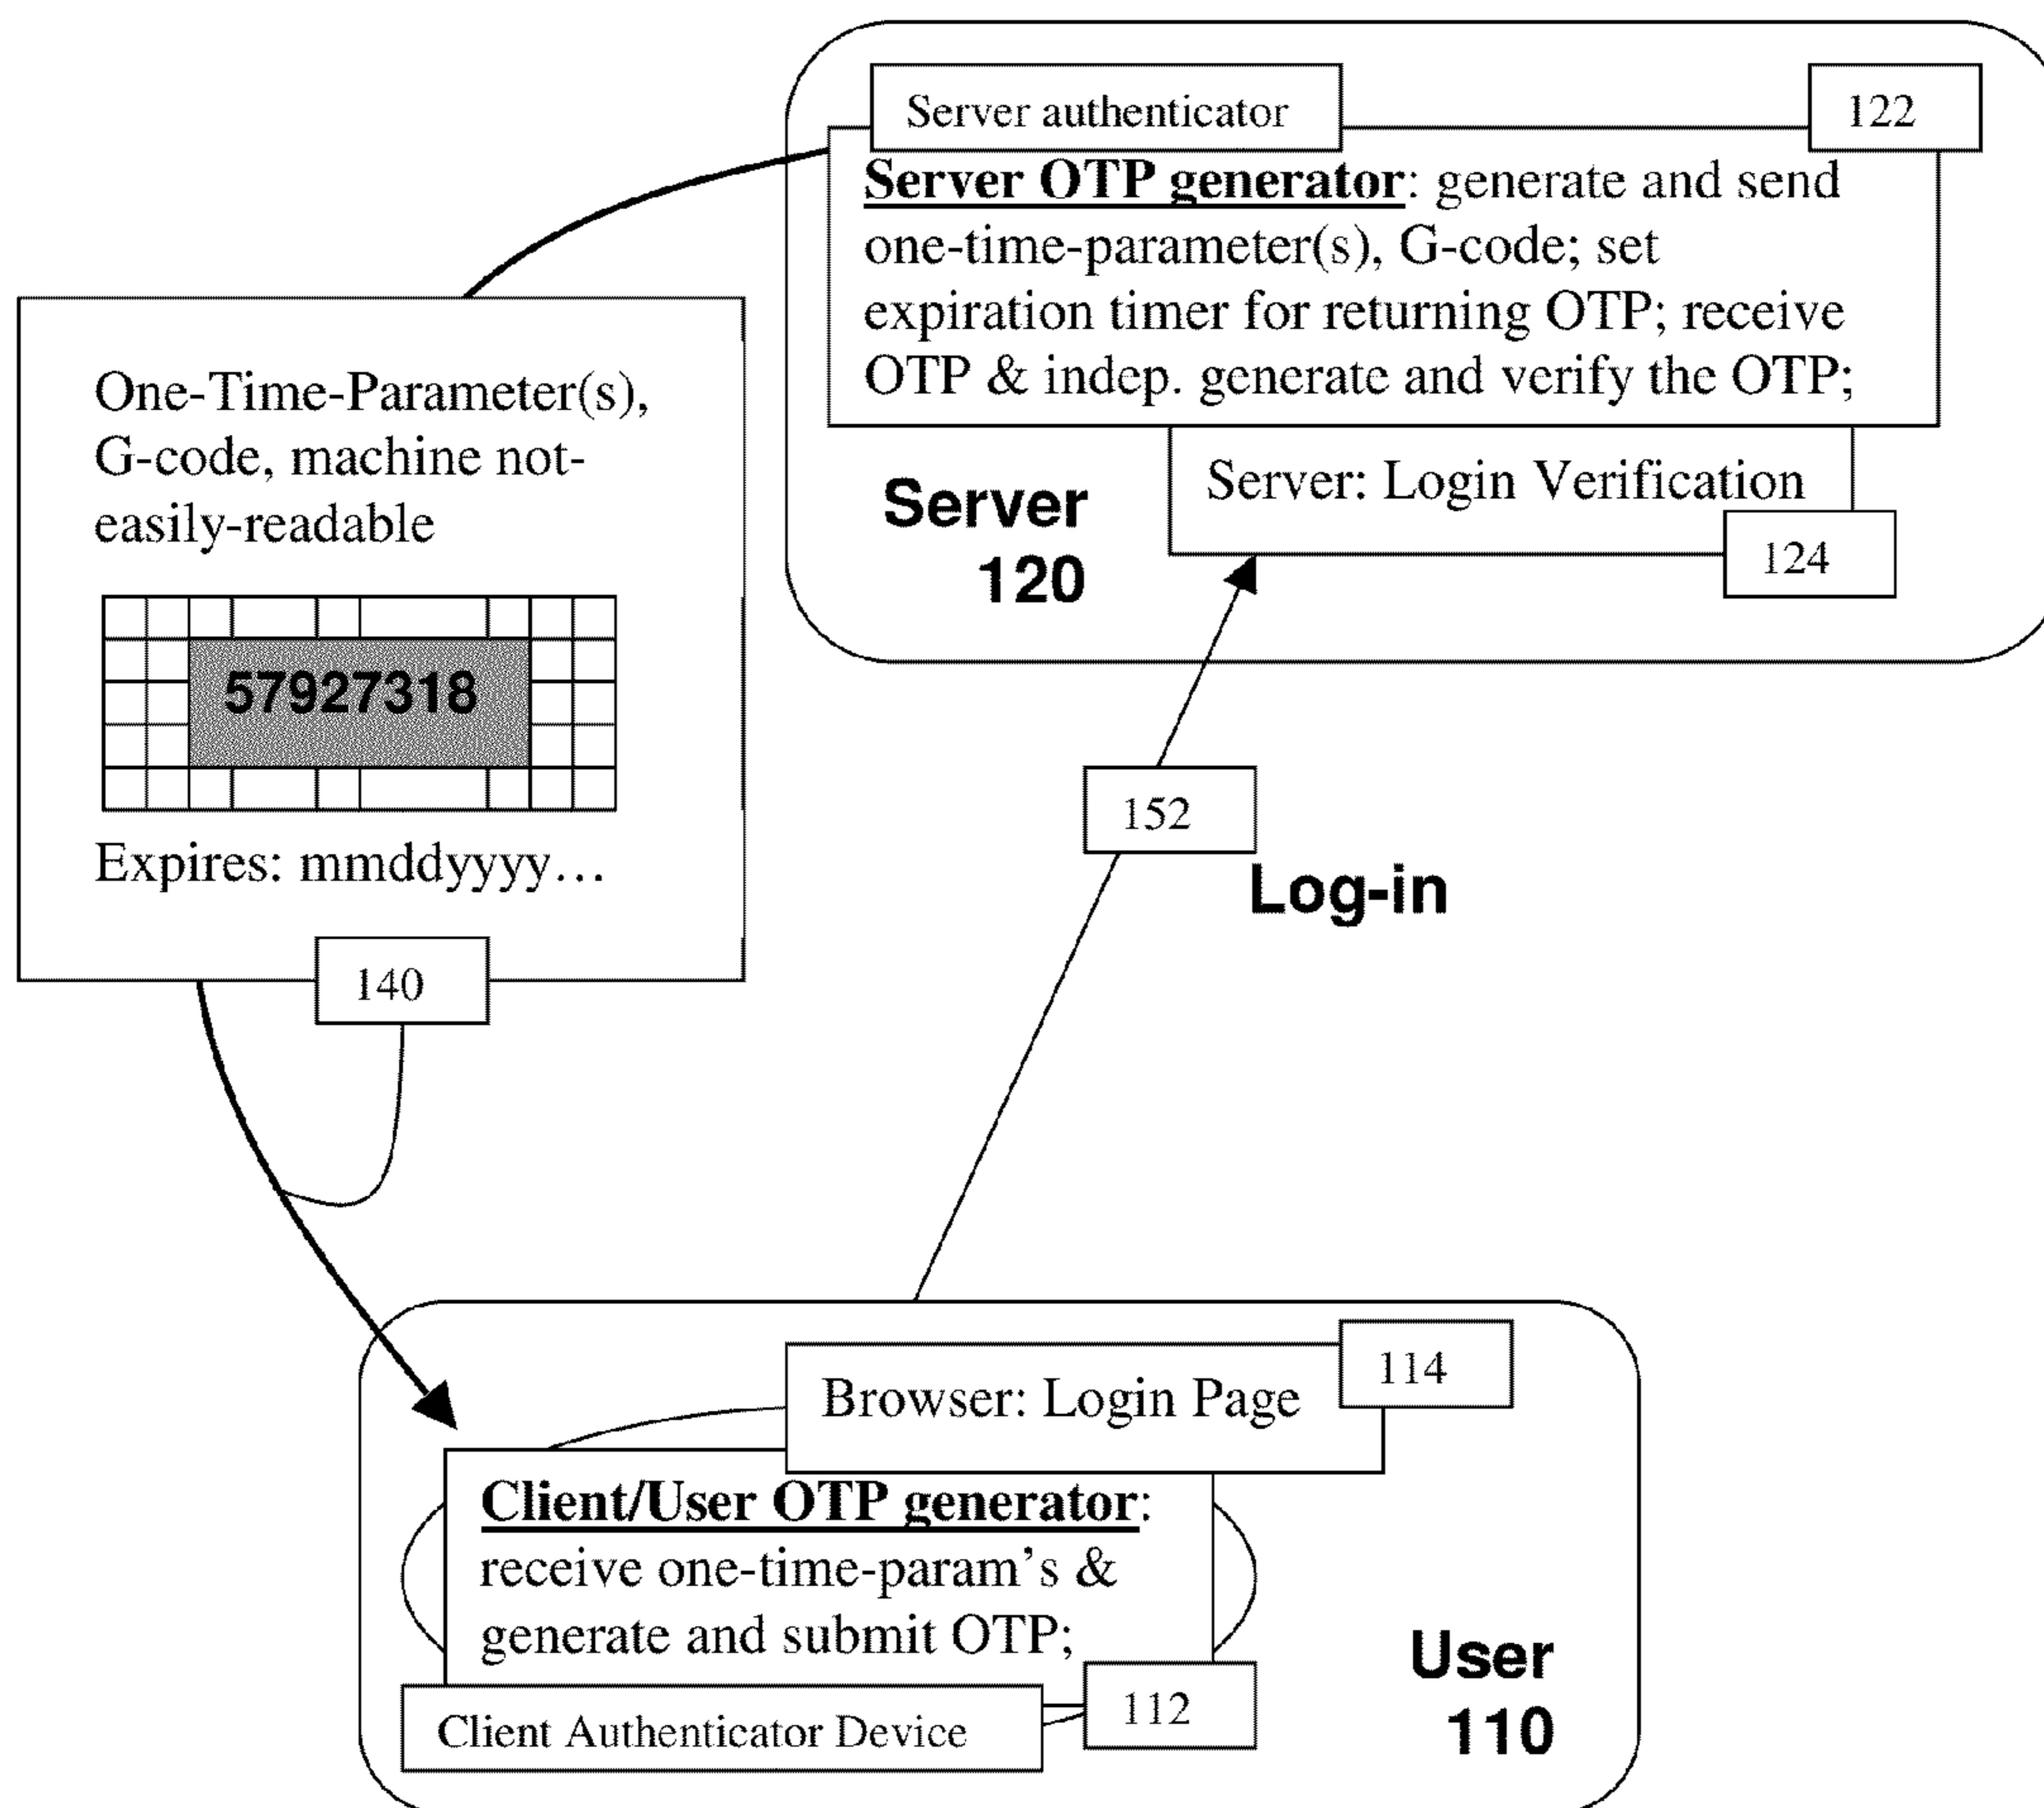 Server authenticator
122
Server OTP generator: generate and send
one-time-parameter(s), G-code; set
expiration timer for returning OTP; receive
OTP & indep. generate and verify the OTP;
Server: Login Verification
124
Server
120
One-Time-Parameter(s),
G-code, machine not-
easily-readable
57927318
Expires: mmddyyyy…
140
152
Log-in
114
Browser: Login Page
Client/User OTP generator:
receive one-time-param's &
generate and submit OTP;
112
Client Authenticator Device
User
110